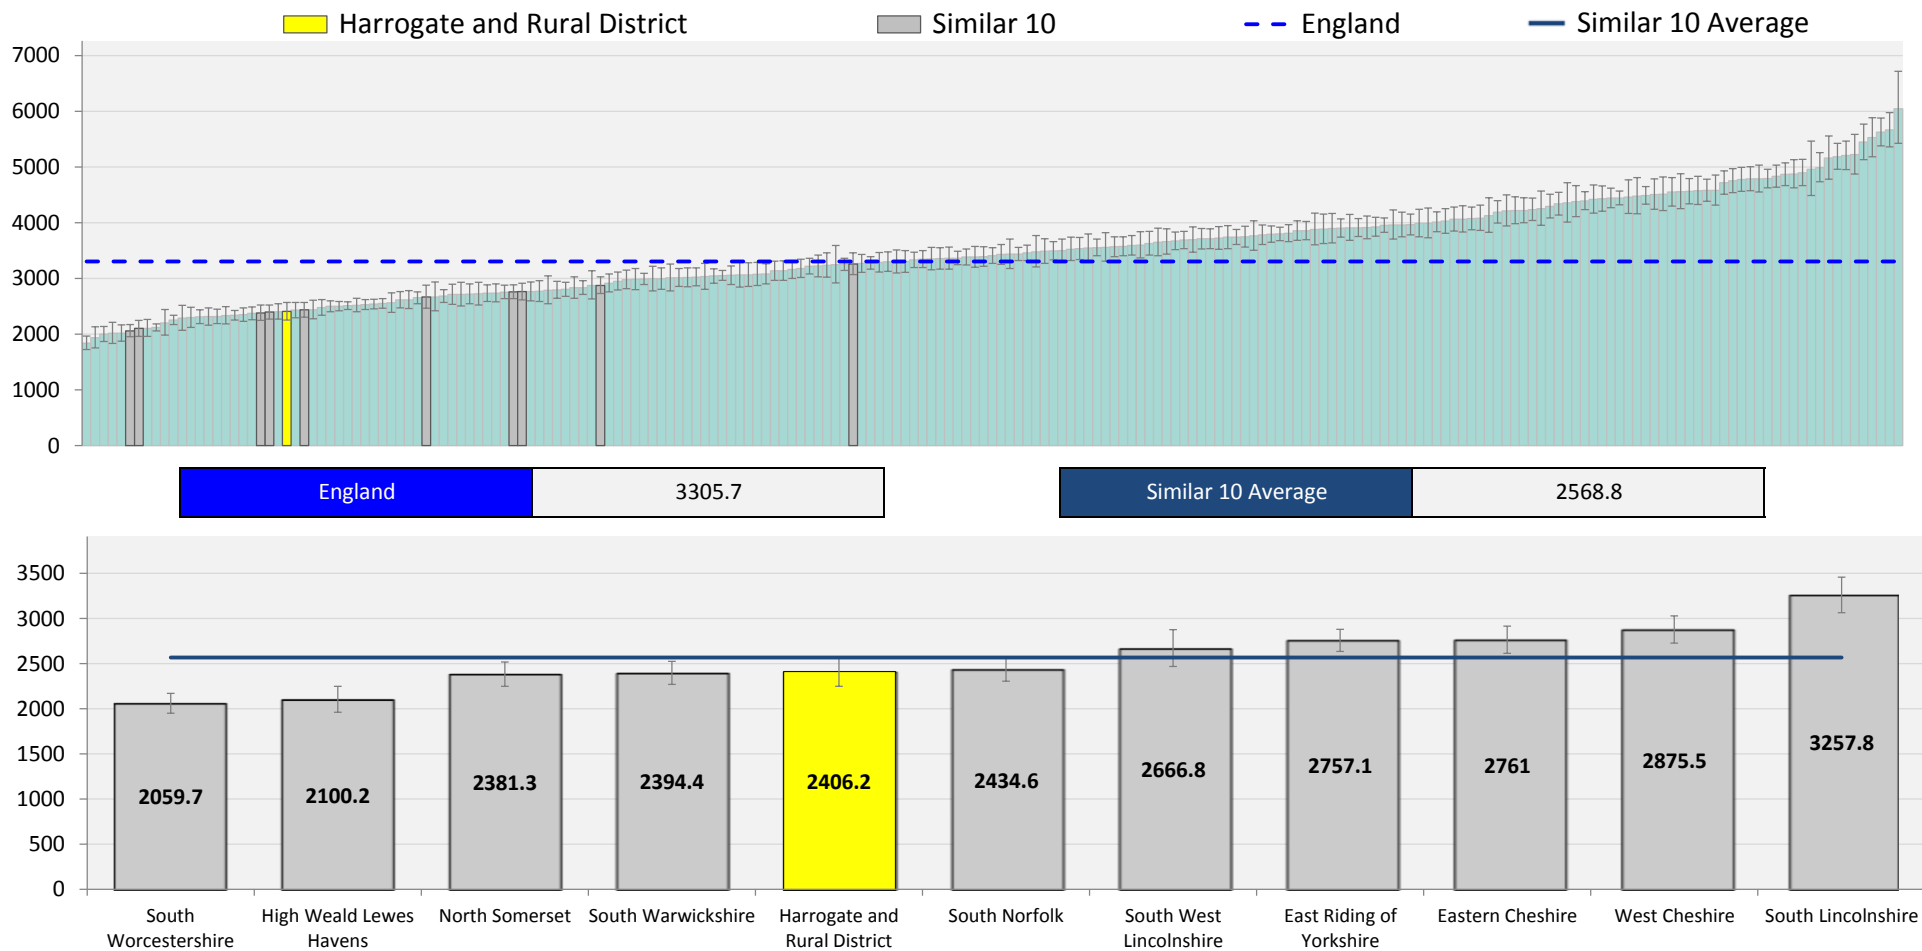 Harrogate and Rural District Similar 10 England Similar 10 Average
7000
6000
5000
4000
3000
2000
1000
0
England 3305.7 Similar 10 Average 2568.8
3500
3000
2500
2000
1500
1000
500
0
2059.7 2100.2 2381.3 2394.4 2406.2 2434.6 2666.8 2757.1 2761 2875.5 3257.8
South Worcestershire
High Weald Lewes Havens
North Somerset
South Warwickshire
Harrogate and Rural District
South Norfolk
South West Lincolnshire
East Riding of Yorkshire
Eastern Cheshire
West Cheshire
South Lincolnshire